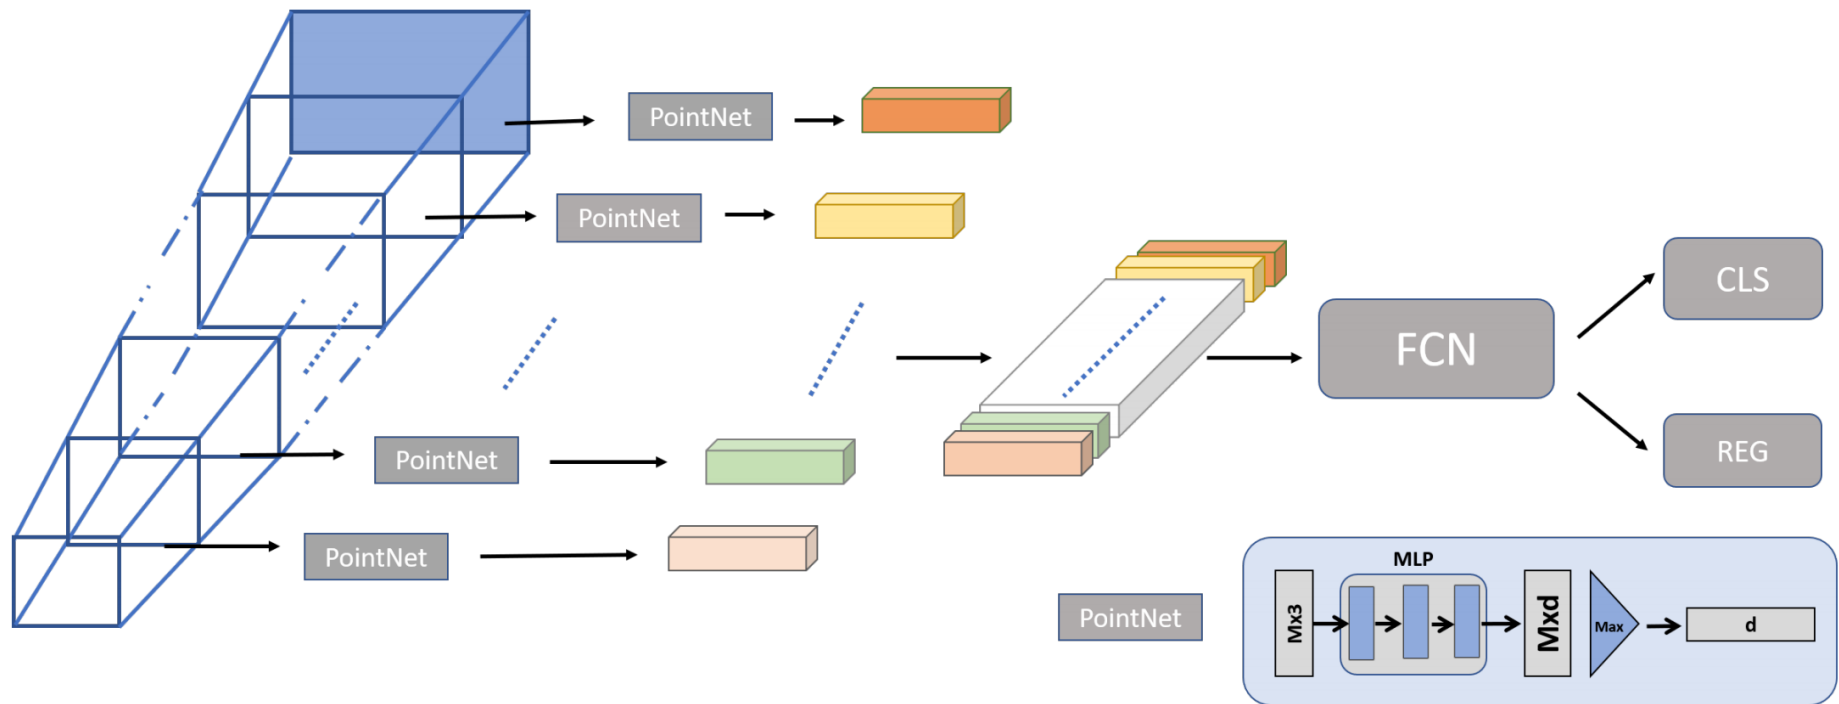 PointNet
PointNet
CLS
FCN
REG
PointNet
PointNet
PointNet
MLP
Mx3
Mxd
Max
d